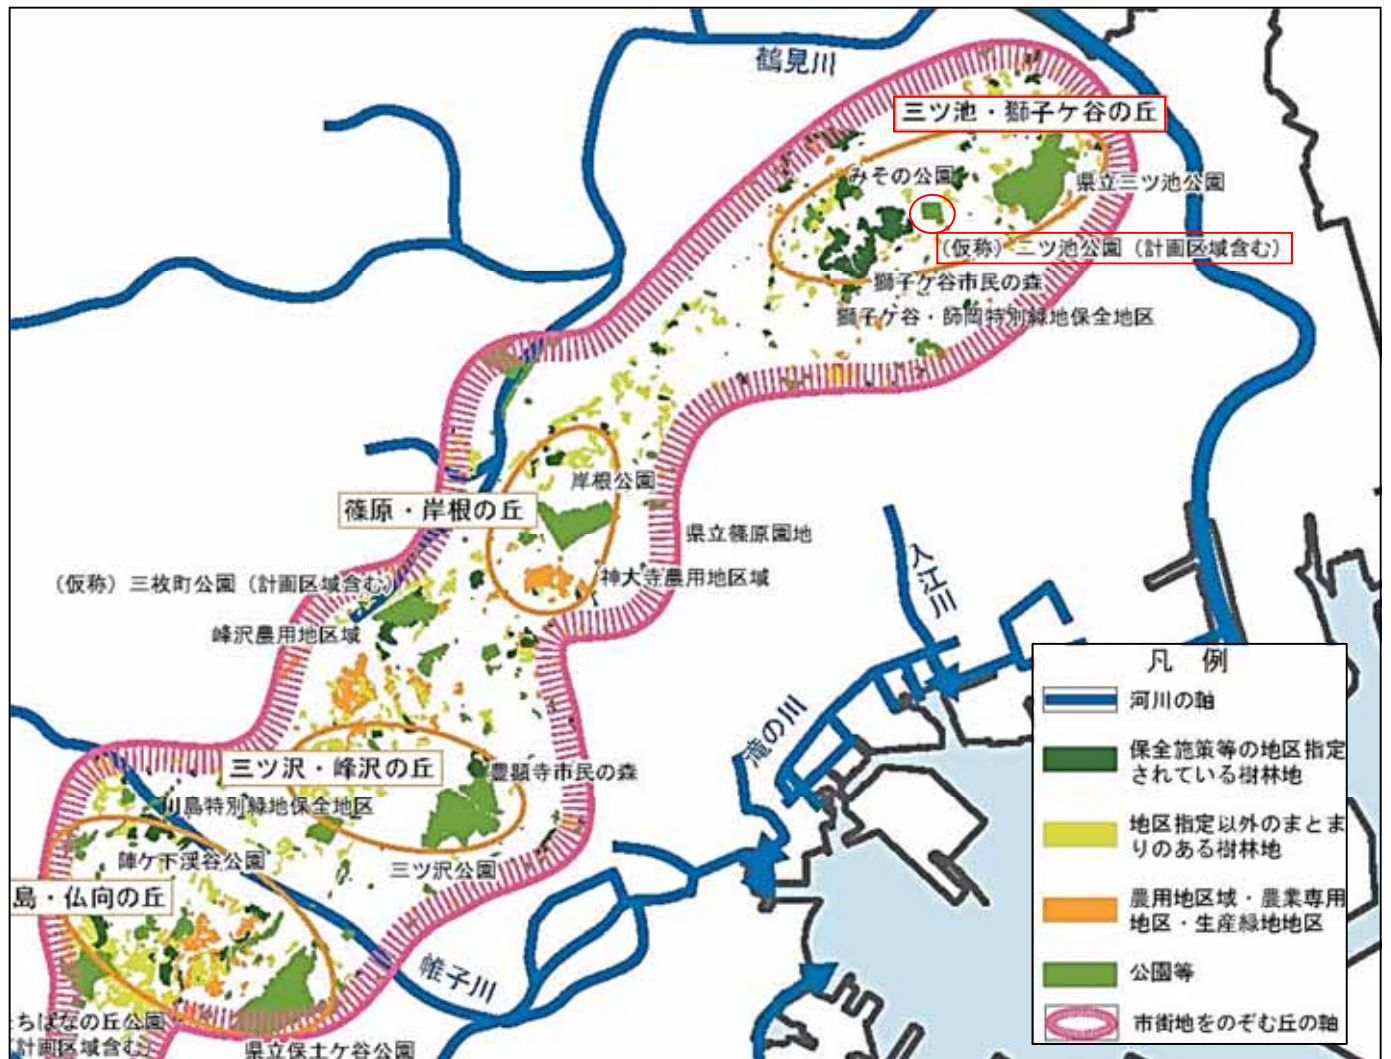 鶴見川
三ツ池・獅子ケ谷の丘
みその公園
県立三ツ池公園
(仮称)二ツ池公園(計画区域含む)
獅子ケ谷市民の森
獅子ケ谷・師岡特別緑地保全地区
岸根公園
篠原・岸根の丘
県立篠原園地
(仮称)三枚町公園(計画区域含む)
神大寺農用地区域
入江川
峰沢農用地区域
滝の川
三ツ沢・峰沢の丘
豊顕寺市民の森
川島特別緑地保全地区
陣ケ下渓谷公園
三ツ沢公園
島・仏向の丘
帷子川
ちばなの丘公園
計画区域含む)
県立保土ケ谷公園
凡 例
河川の軸
保全施策等の地区指定
されている樹林地
地区指定以外のまとま
りのある樹林地
農用地区域・農業専用
地区・生産緑地地区
公園等
市街地をのぞむ丘の軸